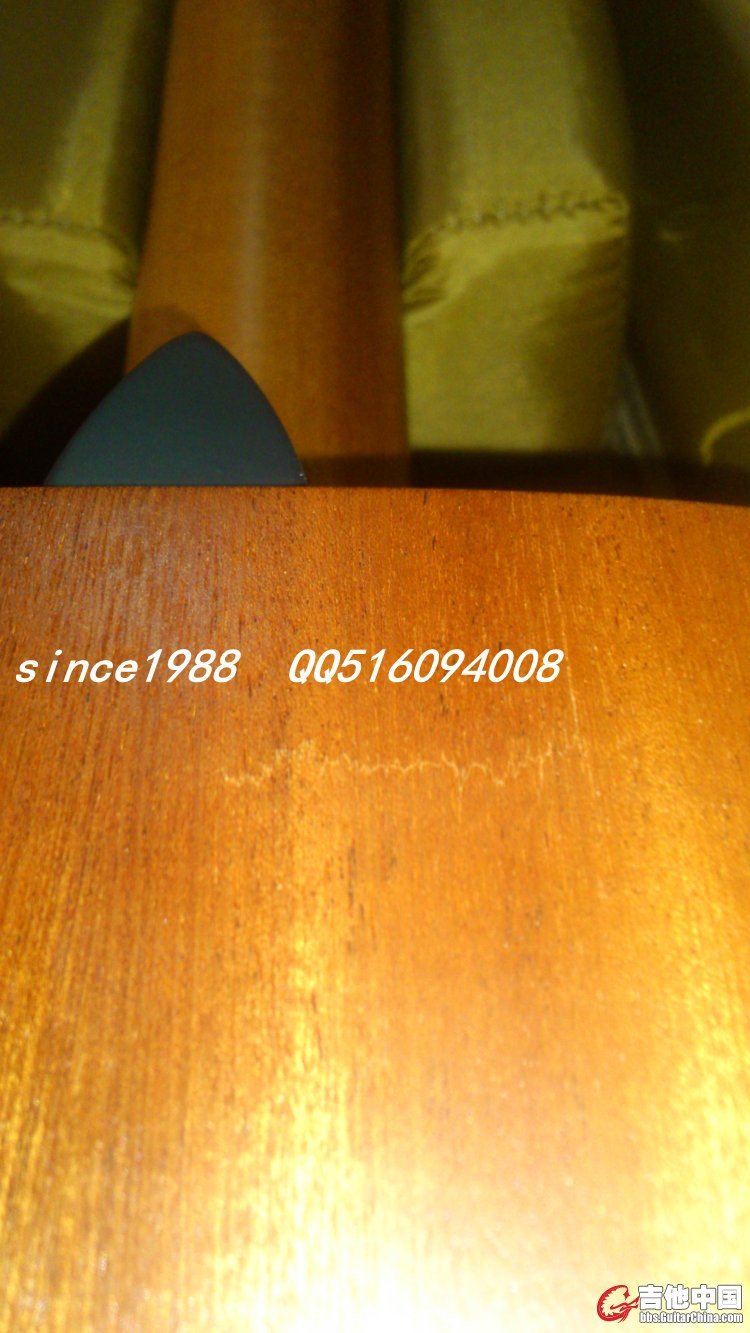 since1988 QQ516094008
吉他中国
bbs.GuitarChina.com